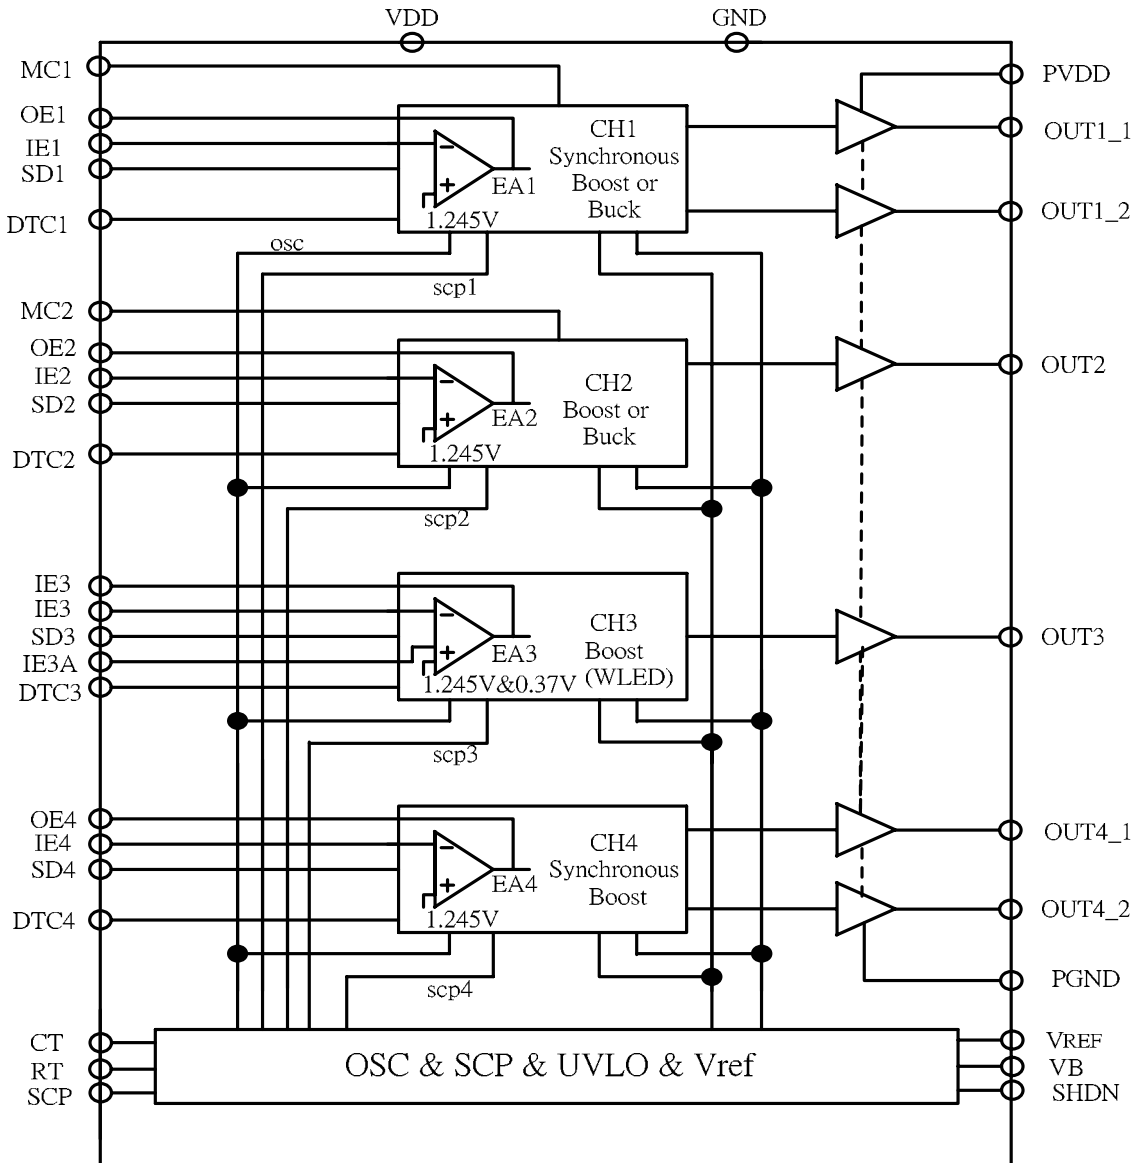 VDD
GND
MC1
PVDD
OE1
IE1
SD1
DTC1
CH1
Synchronous
Boost or
Buck
EA1
1.245V
OUT1_1
OUT1_2
osc
scp1
MC2
OE2
IE2
SD2
DTC2
CH2
Boost or
Buck
EA2
1.245V
OUT2
scp2
IE3
IE3
SD3
IE3A
DTC3
CH3
Boost
(WLED)
EA3
1.245V&0.37V
OUT3
scp3
OE4
IE4
SD4
DTC4
CH4
Synchronous
Boost
EA4
1.245V
OUT4_1
OUT4_2
scp4
PGND
CT
RT
SCP
OSC & SCP & UVLO & Vref
VREF
VB
SHDN